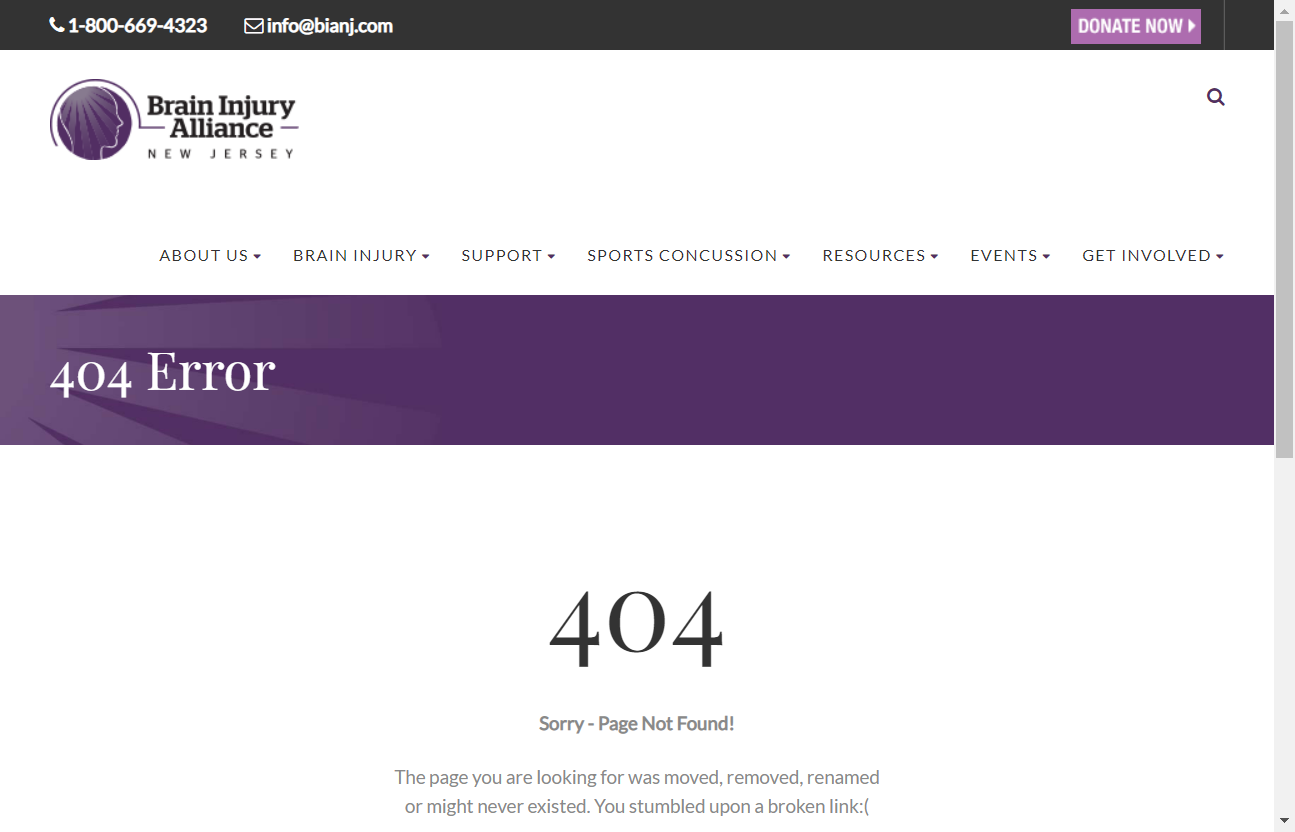 1-800-669-4323 info@bianj.com DONATE NOW
Brain Injury
Alliance
NEW JERSEY
ABOUT US BRAIN INJURY SUPPORT SPORTS CONCUSSION RESOURCES EVENTS GET INVOLVED
404 Error
404
Sorry - Page Not Found!
The page you are looking for was moved, removed, renamed
or might never existed. You stumbled upon a broken link:(